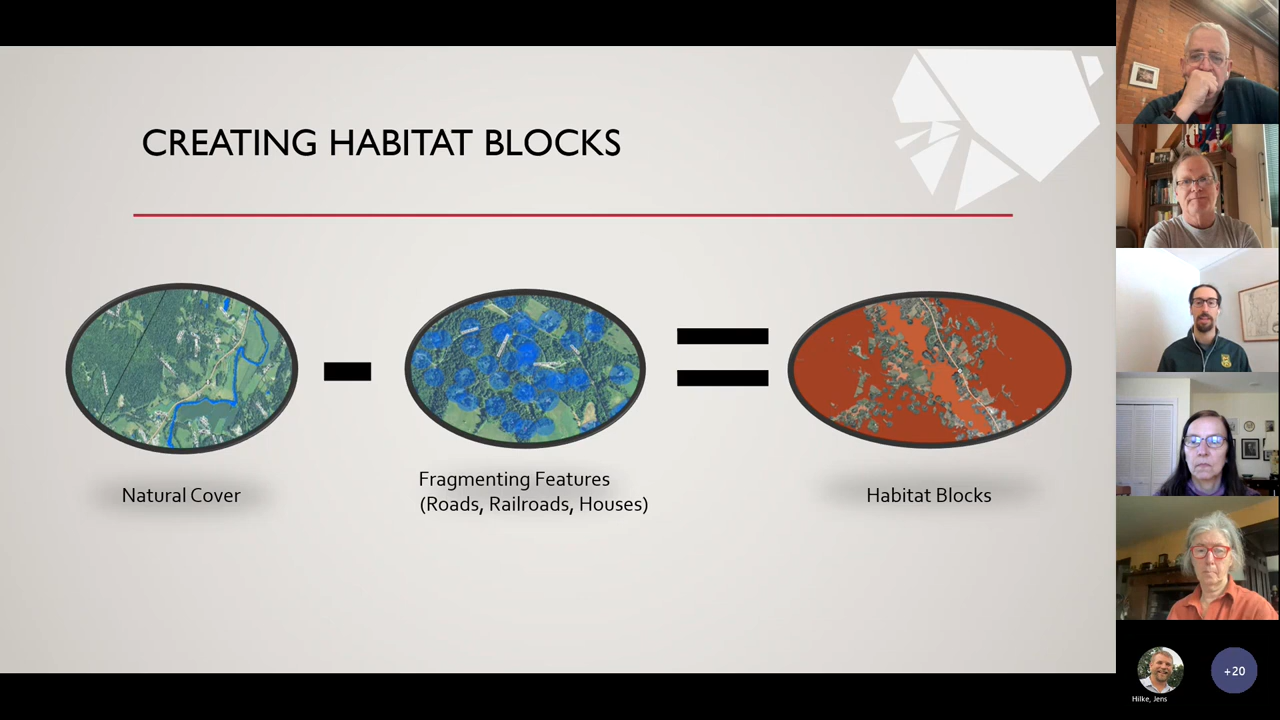 CREATING HABITAT BLOCKS
Natural Cover
Fragmenting Features
(Roads, Railroads, Houses)
Habitat Blocks
Hilke, Jens
+20